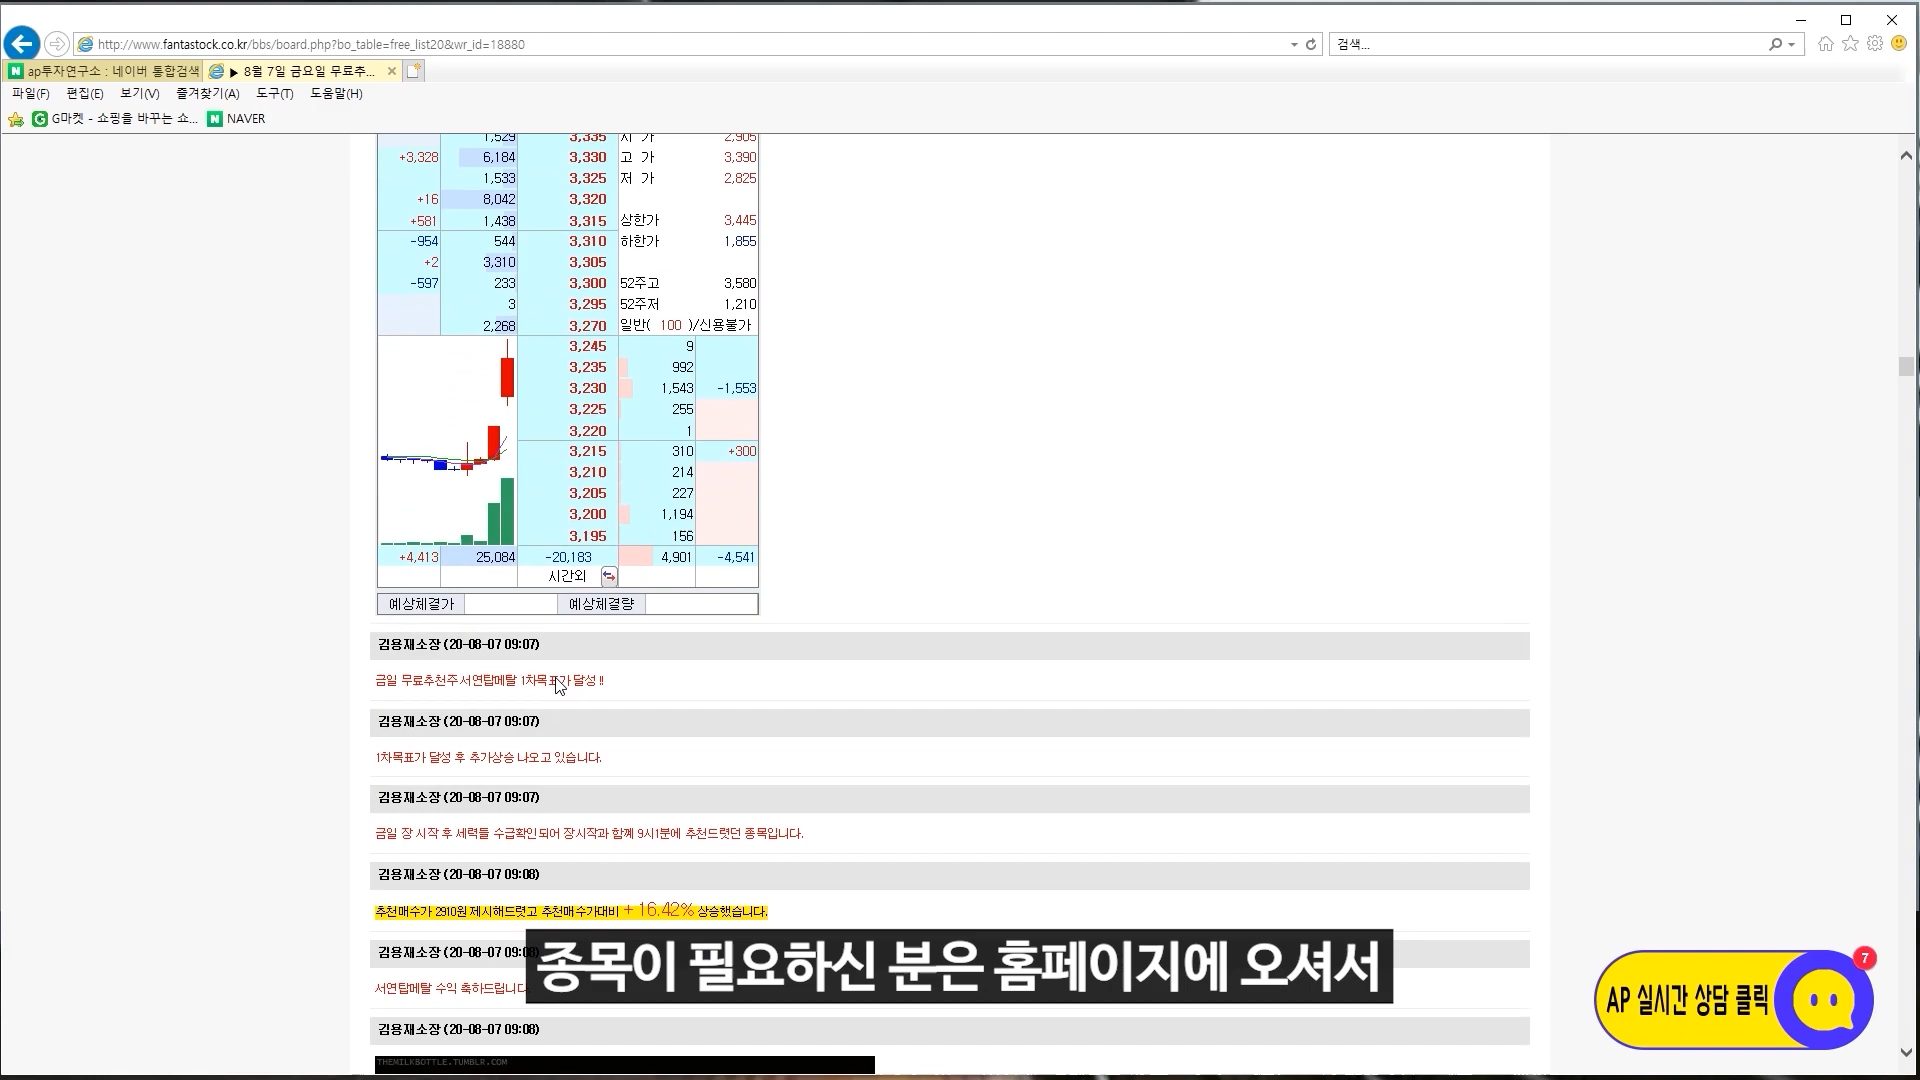 http://www.fantastock.co.kr/bbs/board.php?bo_table=free_list20&wr_id=18880
검색...
ap투자연구소 : 네이버 통합검색
▶ 8월 7일 금요일 무료추...
파일(F) 편집(E) 보기(V) 즐겨찾기(A) 도구(T) 도움말(H)
G마켓 - 쇼핑을 바꾸는 쇼... NAVER
1,529 3,335 시 가 2,905
+3,328 6,184 3,330 고 가 3,390
1,533 3,325 저 가 2,825
+16 8,042 3,320
+581 1,438 3,315 상한가 3,445
-954 544 3,310 하한가 1,855
+2 3,310 3,305
-597 233 3,300 52주고 3,580
3 3,295 52주저 1,210
2,268 3,270 일반( 100 )/신용불가
3,245 9
3,235 992
3,230 1,543 -1,553
3,225 255
3,220 1
3,215 310 +300
3,210 214
3,205 227
3,200 1,194
3,195 156
+4,413 25,084 -20,183 4,901 -4,541
시간외
예상체결가 예상체결량
김용재소장 (20-08-07 09:07)
금일 무료추천주 서연탑메탈 1차목표가 달성 !!
김용재소장 (20-08-07 09:07)
1차목표가 달성 후 추가상승 나오고 있습니다.
김용재소장 (20-08-07 09:07)
금일 장 시작 후 세력들 수급확인되어 장시작과 함께 9시1분에 추천드렸던 종목입니다.
김용재소장 (20-08-07 09:08)
추천매수가 2910원 제시해드렸고 추천매수가대비 + 16.42% 상승했습니다.
김용재소장 (20-08-07 09:08
서연탑메탈 수익 축하드립니다
종목이 필요하신 분은 홈페이지에 오셔서
김용재소장 (20-08-07 09:08)
THEMILKBOTTLE.TUMBLR.COM
AP 실시간 상담 클릭
7